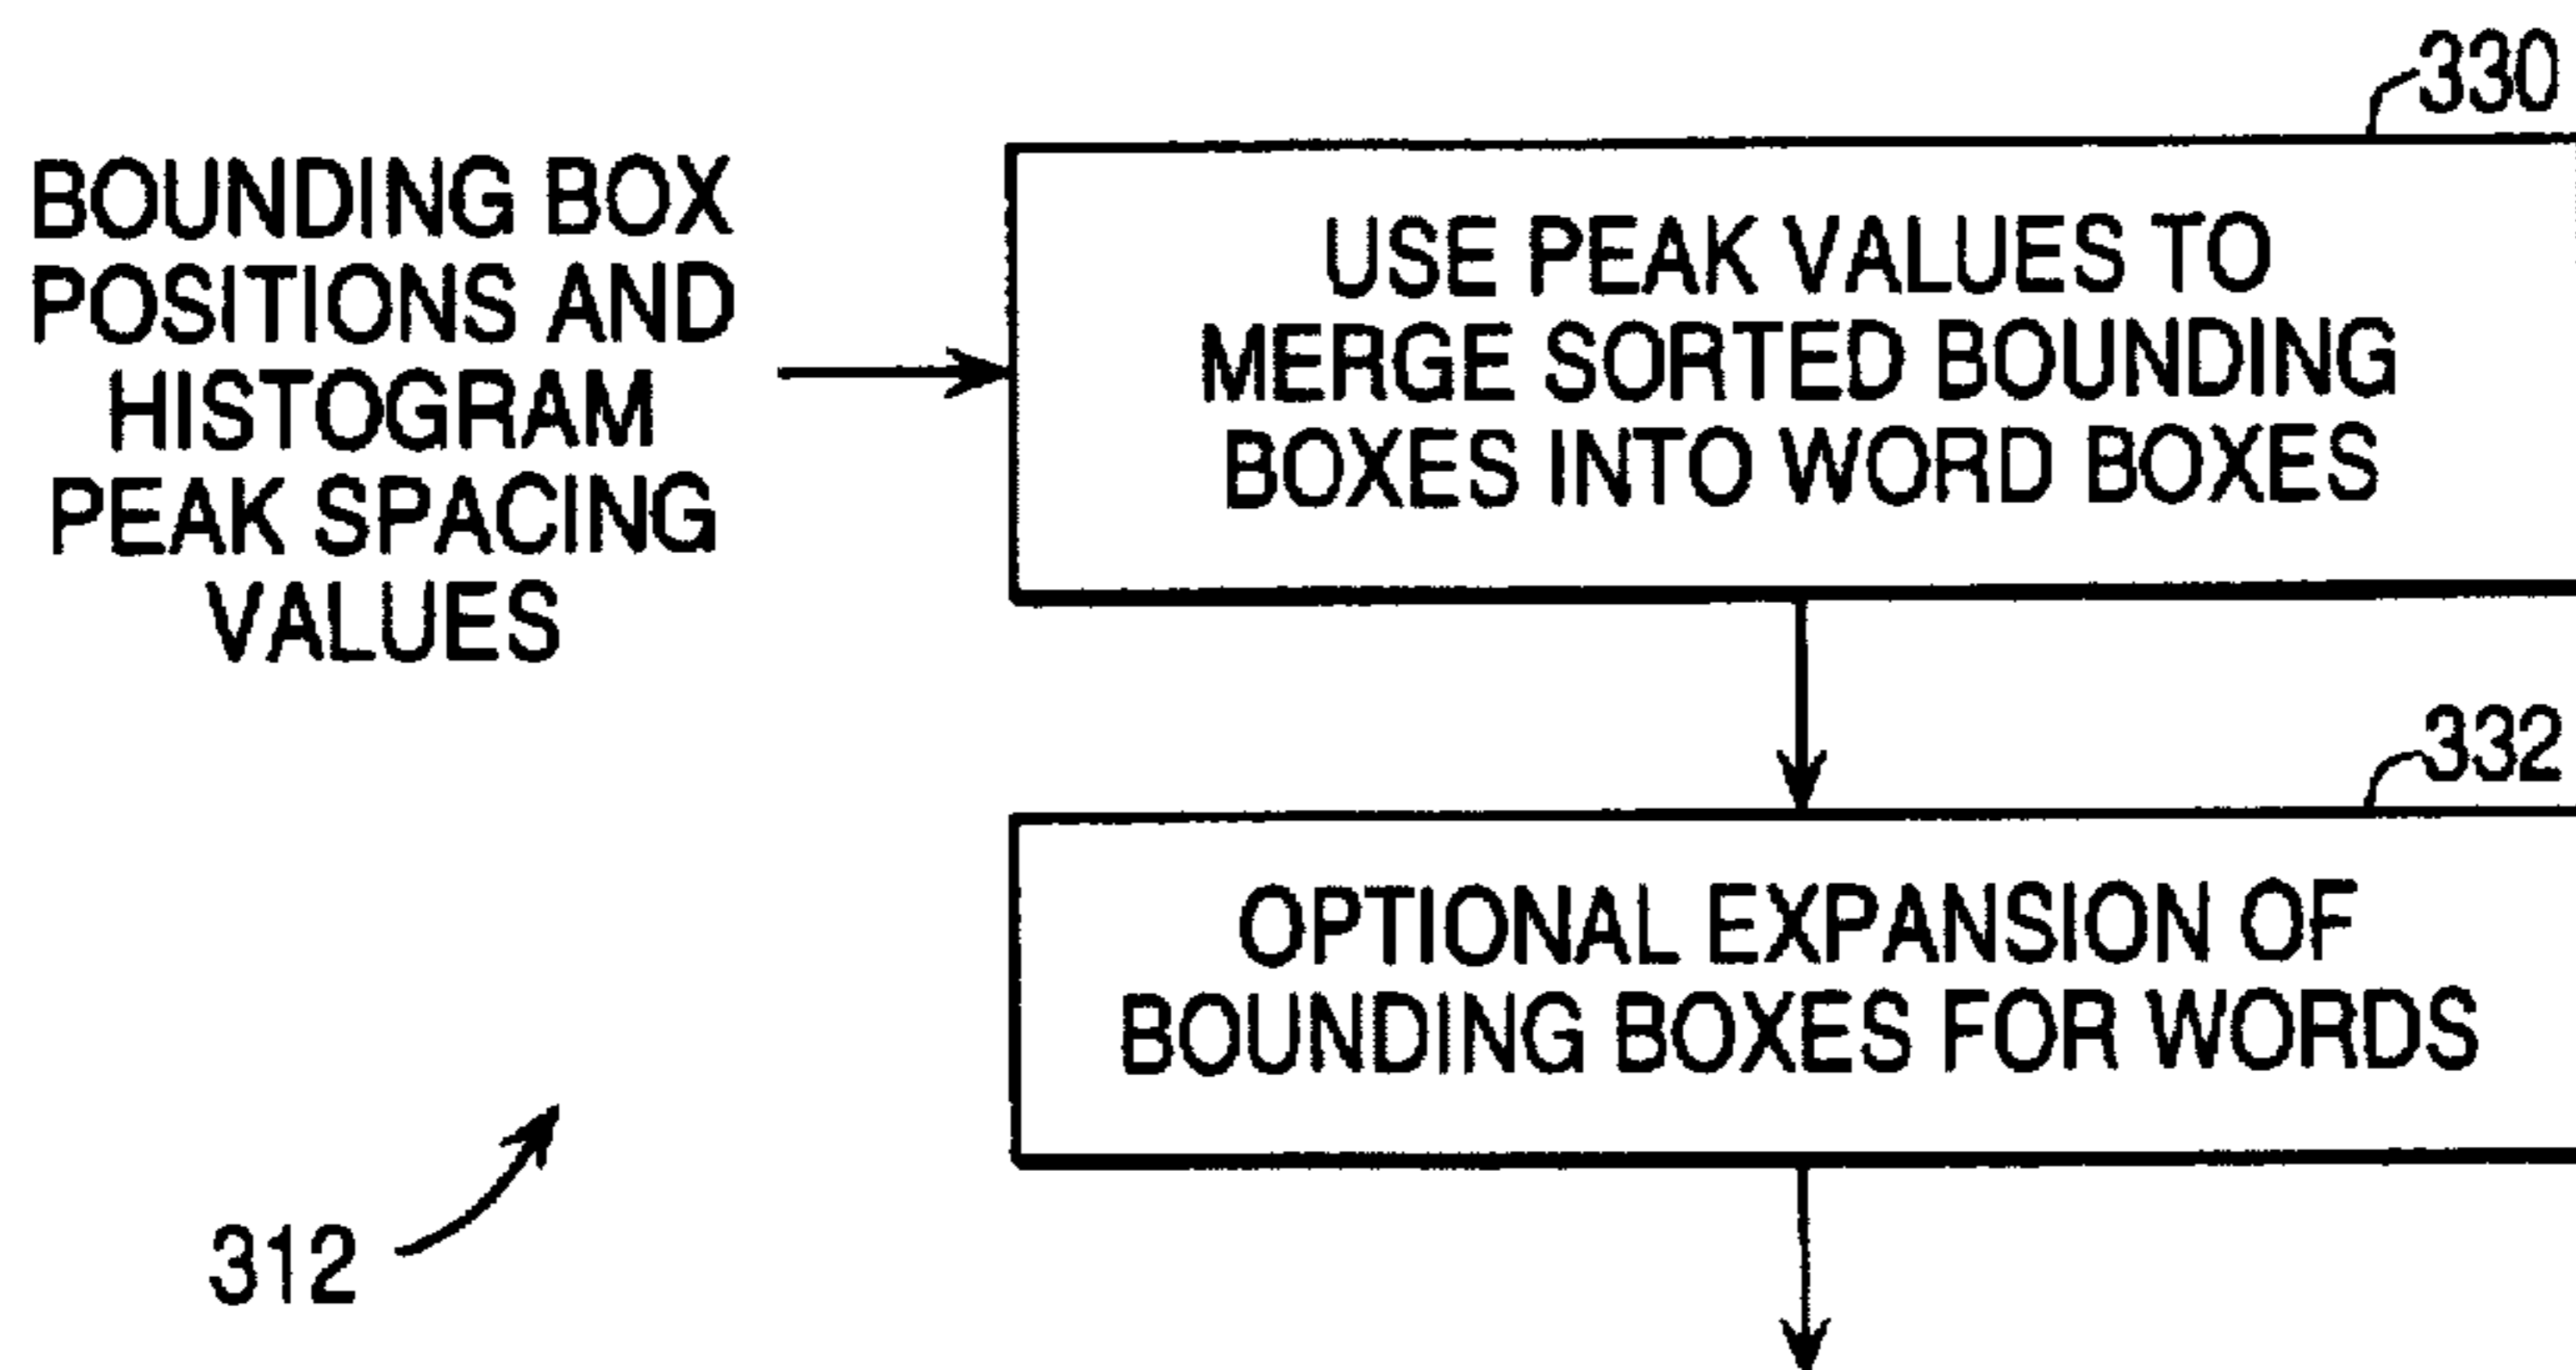 330
BOUNDING BOX
POSITIONS AND
HISTOGRAM
PEAK SPACING
VALUES
USE PEAK VALUES TO
MERGE SORTED BOUNDING
BOXES INTO WORD BOXES
332
OPTIONAL EXPANSION OF
BOUNDING BOXES FOR WORDS
312